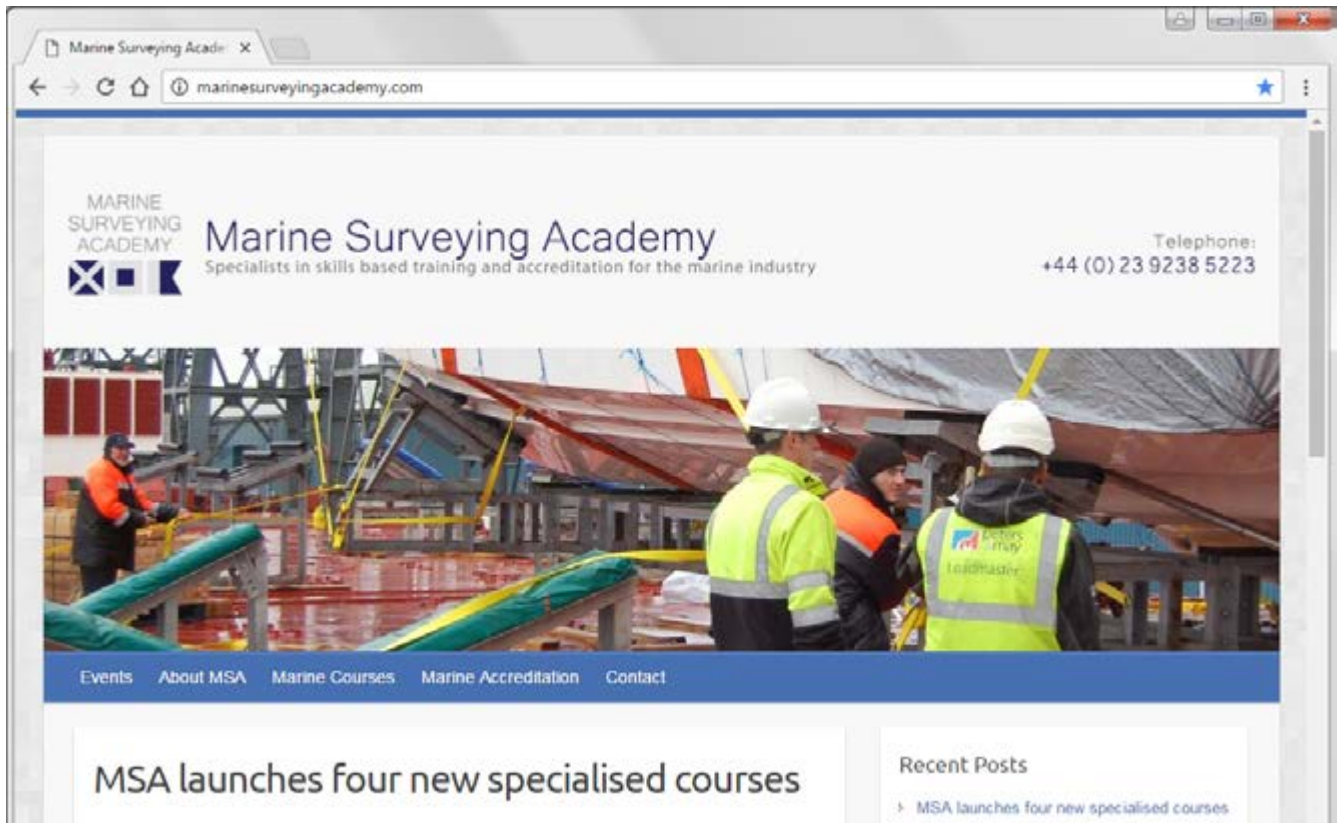 Marine Surveying Acade
marinesurveyingacademy.com
MARINE
SURVEYING
ACADEMY
Marine Surveying Academy
Specialists in skills based training and accreditation for the marine industry
Telephone:
+44 (0) 23 9238 5223
Peters
&may
Loadmaster
Events About MSA Marine Courses Marine Accreditation Contact
MSA launches four new specialised courses
Recent Posts
MSA launches four new specialised courses